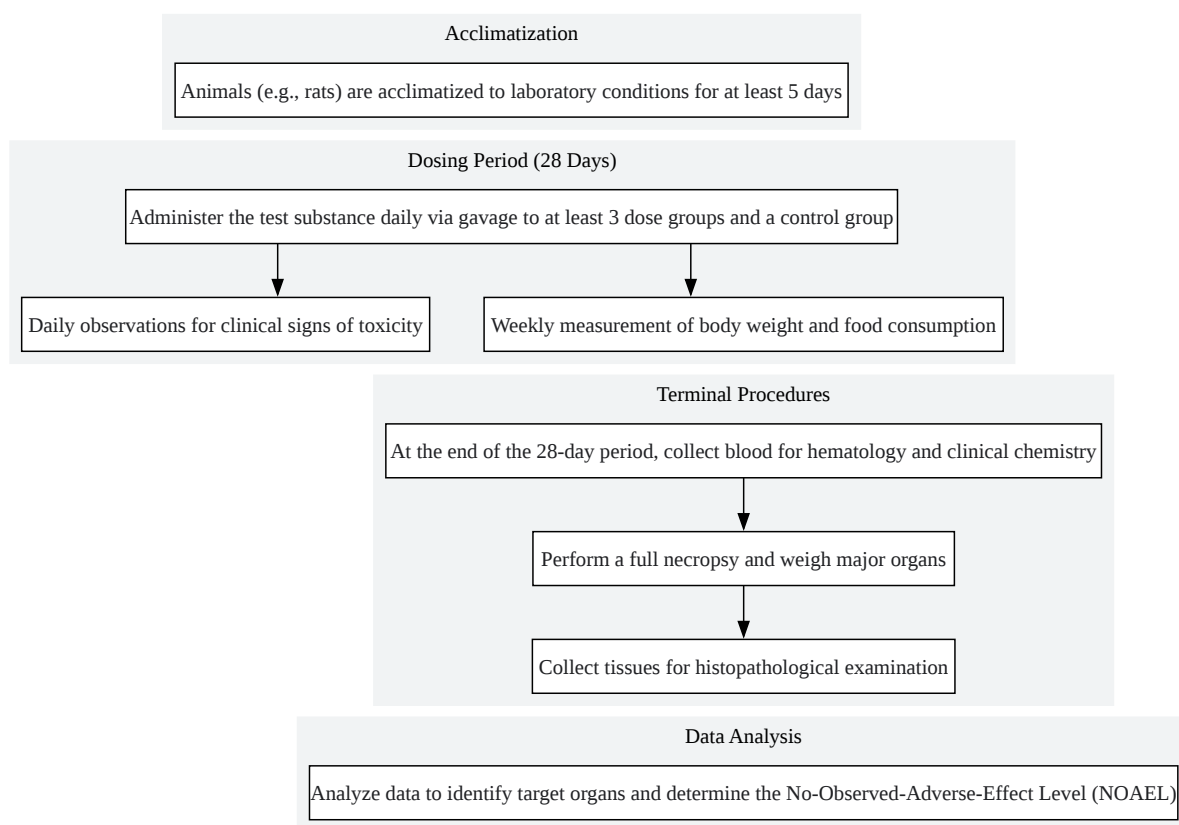 Acclimatization
Animals (e.g., rats) are acclimatized to laboratory conditions for at least 5 days
Dosing Period (28 Days)
Administer the test substance daily via gavage to at least 3 dose groups and a control group
Daily observations for clinical signs of toxicity
Weekly measurement of body weight and food consumption
Terminal Procedures
At the end of the 28-day period, collect blood for hematology and clinical chemistry
Perform a full necropsy and weigh major organs
Collect tissues for histopathological examination
Data Analysis
Analyze data to identify target organs and determine the No-Observed-Adverse-Effect Level (NOAEL)